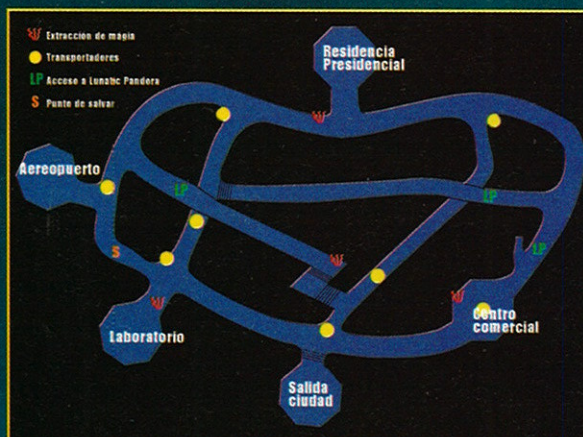 Extracción de magia
Transportadores
LP Acceso a Lunatic Pandora
S Punto de salvar
Residencia
Presidencial
Aereopuerto
LP
LP
S
LP
Laboratorio
Centro
comercial
Salida
ciudad